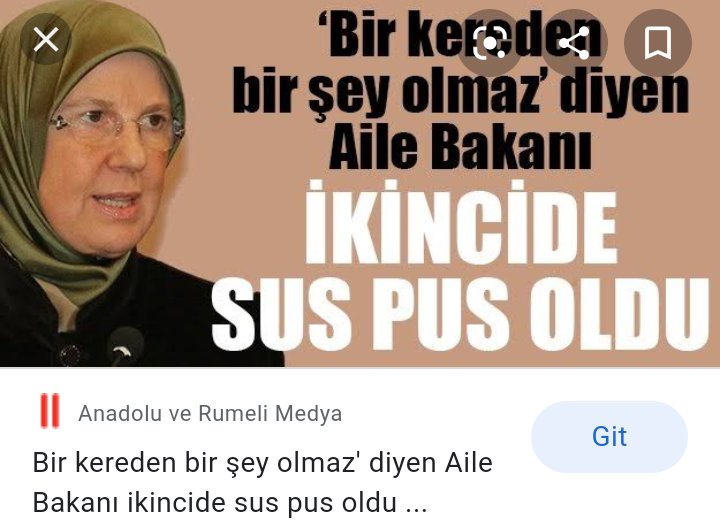 'Bir kereden
bir şey olmaz' diyen
Aile Bakanı
İKİNCİDE
SUS PUS OLDU
Anadolu ve Rumeli Medya
Git
Bir kereden bir şey olmaz' diyen Aile
Bakanı ikincide sus pus oldu ...